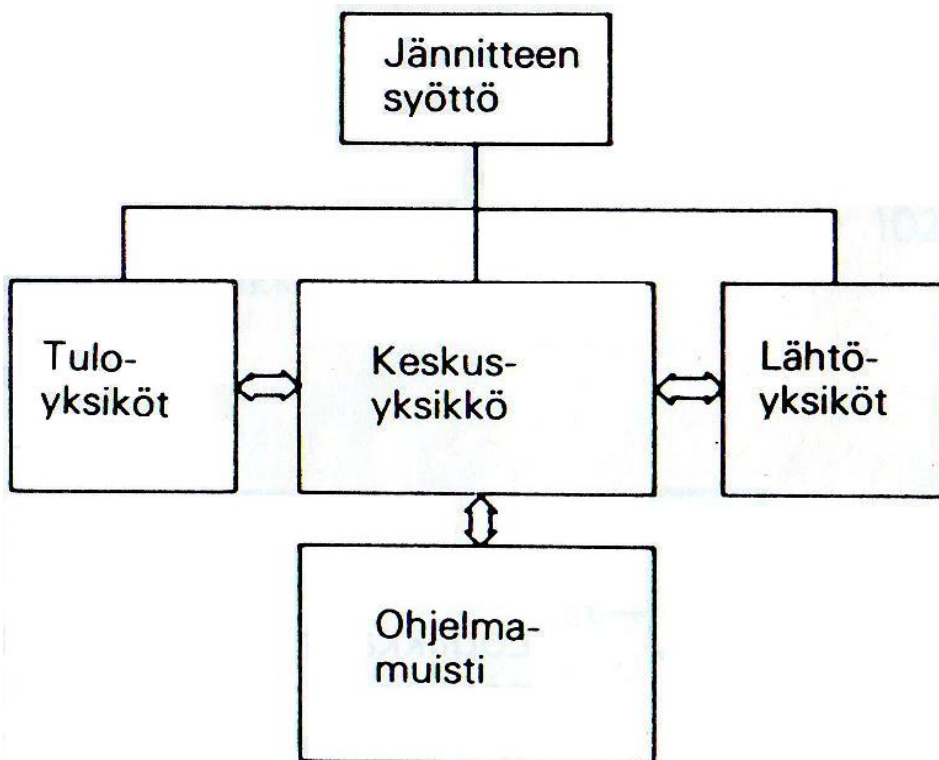 Jännitteen
syöttö
Tulo-
yksiköt
Keskus-
yksikkö
Lähtö-
yksiköt
Ohjelma-
muisti